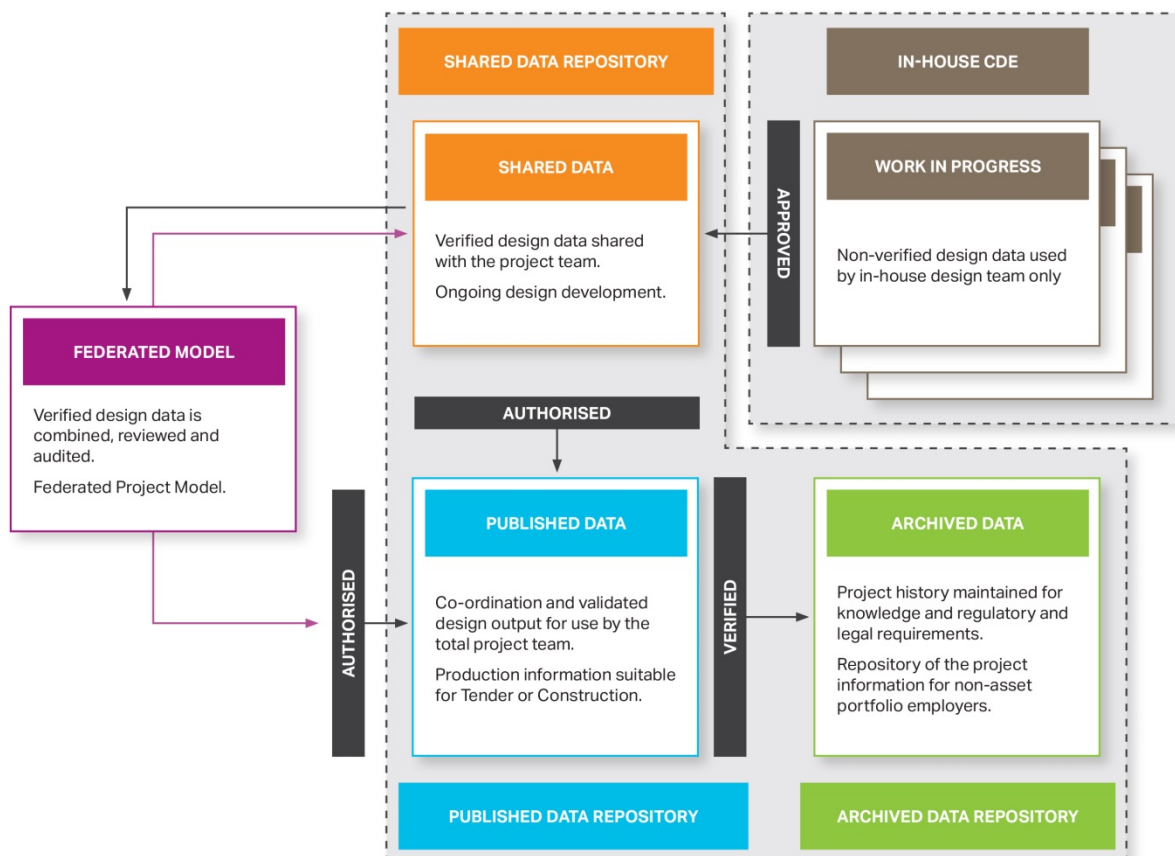 SHARED DATA REPOSITORY
IN-HOUSE CDE
SHARED DATA
Verified design data shared
with the project team.
Ongoing design development.
APPROVED
WORK IN PROGRESS
Non-verified design data used
by in-house design team only
FEDERATED MODEL
Verified design data is
combined, reviewed and
audited.
Federated Project Model.
AUTHORISED
AUTHORISED
PUBLISHED DATA
Co-ordination and validated
design output for use by the
total project team.
Production information suitable
for Tender or Construction.
VERIFIED
ARCHIVED DATA
Project history maintained for
knowledge and regulatory and
legal requirements.
Repository of the project
information for non-asset
portfolio employers.
PUBLISHED DATA REPOSITORY
ARCHIVED DATA REPOSITORY